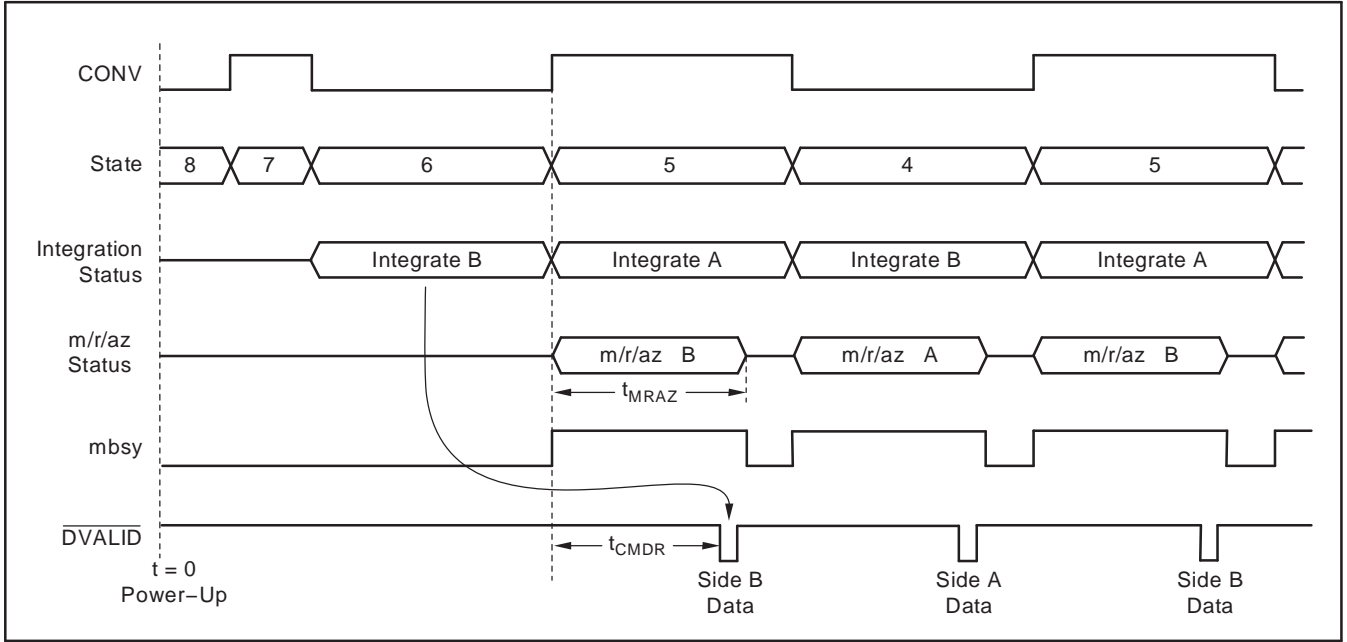 CONV
State
8 7 6 5 4 5
Integration
Status
Integrate B Integrate A Integrate B Integrate A
m/r/az
Status
m/r/az B m/r/az A m/r/az B
tMRAZ
mbsy
DVALID
tCMDR
t = 0
Power–Up
Side B
Data
Side A
Data
Side B
Data